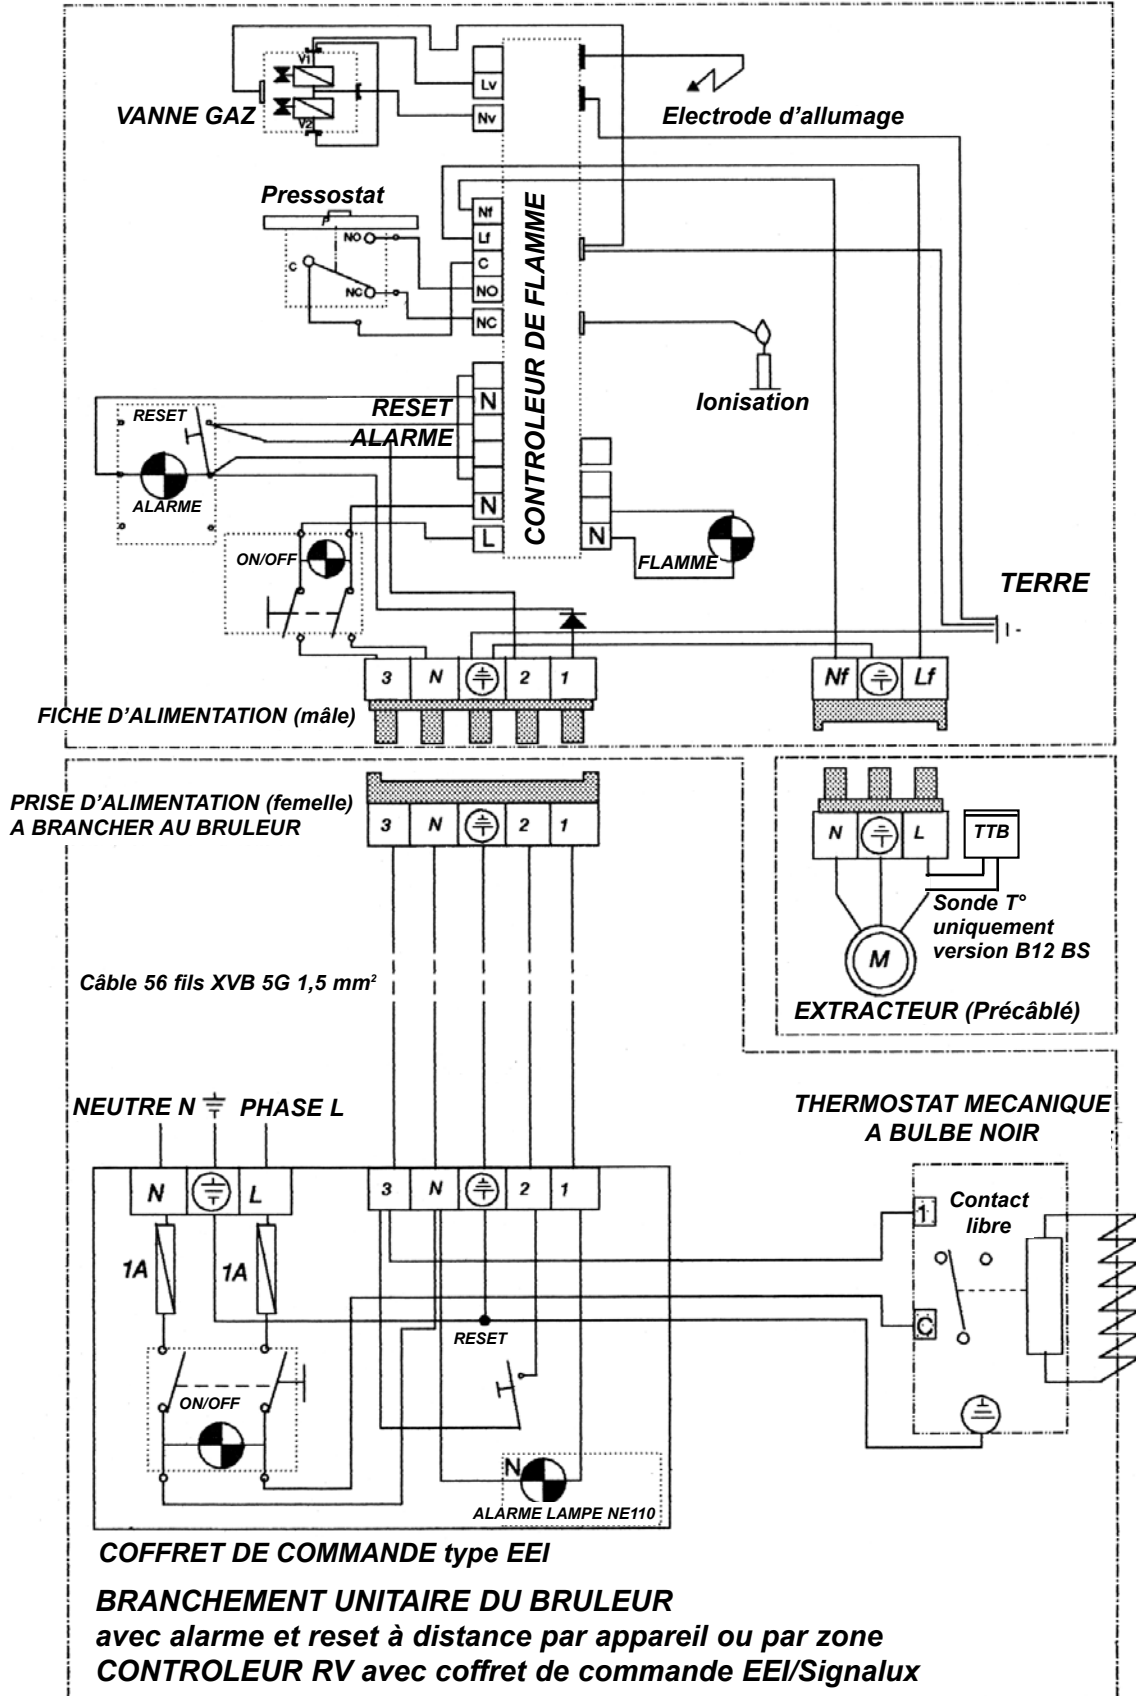 V1
Lv
VANNE GAZ
V2
Nv
Electrode d'allumage
Pressostat
P
Nf
NO
Lf
C
C
NO
NC
NC
CONTROLEUR DE FLAMME
Ionisation
RESET
RESET
N
ALARME
ALARME
N
ON/OFF
L
N
FLAMME
TERRE
3 N 2 1
Nf Lf
FICHE D'ALIMENTATION (mâle)
PRISE D'ALIMENTATION (femelle)
A BRANCHER AU BRULEUR
3 N 2 1
N L
TTB
Sonde T°
uniquement
version B12 BS
M
Câble 56 fils XVB 5G 1,5 mm²
EXTRACTEUR (Précâblé)
NEUTRE N PHASE L
THERMOSTAT MECANIQUE
A BULBE NOIR
N L
3 N 2 1
Contact
libre
1
1A
1A
C
RESET
ON/OFF
N
ALARME LAMPE NE110
COFFRET DE COMMANDE type EEI
BRANCHEMENT UNITAIRE DU BRULEUR
avec alarme et reset à distance par appareil ou par zone
CONTROLEUR RV avec coffret de commande EEI/Signalux